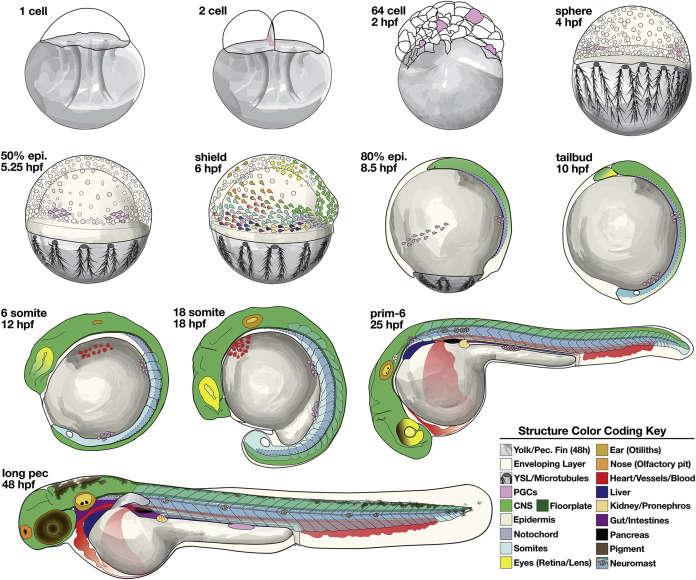 1 cell
2 cell
64 cell
2 hpf
sphere
4 hpf
50% epi.
5.25 hpf
shield
6 hpf
80% epi.
8.5 hpf
tailbud
10 hpf
6 somite
12 hpf
18 somite
18 hpf
prim-6
25 hpf
long pec
48 hpf
Structure Color Coding Key
Yolk/Pec. Fin (48h)
Enveloping Layer
YSL/Microtubules
PGCs
CNS Floorplate
Epidermis
Notochord
Somites
Eyes (Retina/Lens)
Ear (Otiliths)
Nose (Olfactory pit)
Heart/Vessels/Blood
Liver
Kidney/Pronephros
Gut/Intestines
Pancreas
Pigment
Neuromast